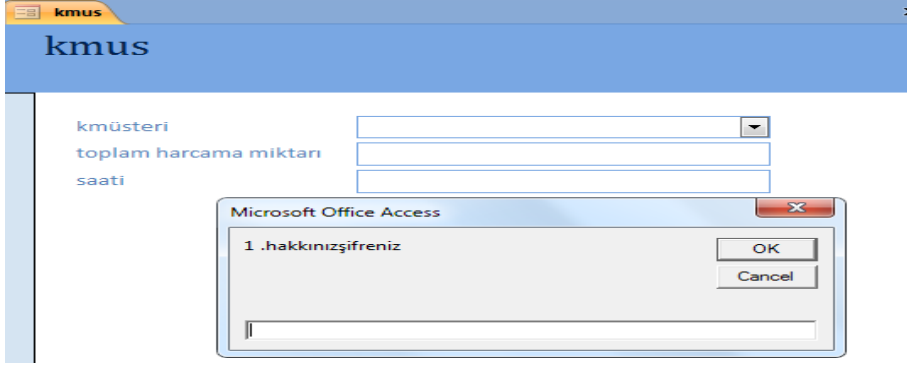 kmus
kmus
kmüsteri
toplam harcama miktarı
saati
Microsoft Office Access
1 .hakkınızşifreniz
OK
Cancel